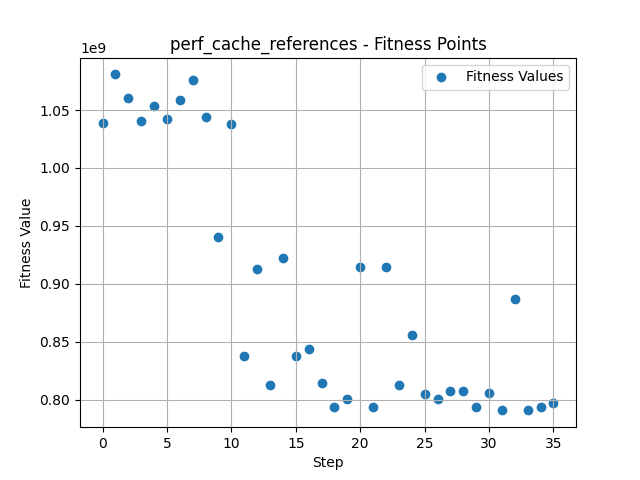 perf_cache_references - Fitness Points
1e9
Fitness Values
1.05
1.00
0.95
0.90
0.85
0.80
Fitness Value
0 5 10 15 20 25 30 35
Step